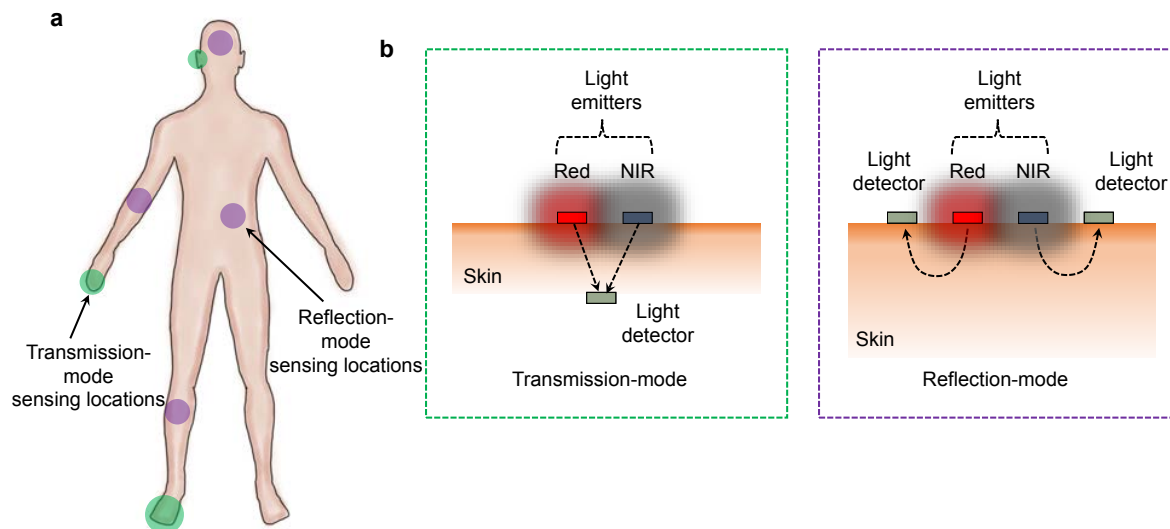 a
Transmission-
mode
sensing locations
Reflection-
mode
sensing locations
b
Light
emitters
Red
NIR
Skin
Light
detector
Transmission-mode
Light
emitters
Light
detector
Red
NIR
Light
detector
Skin
Reflection-mode